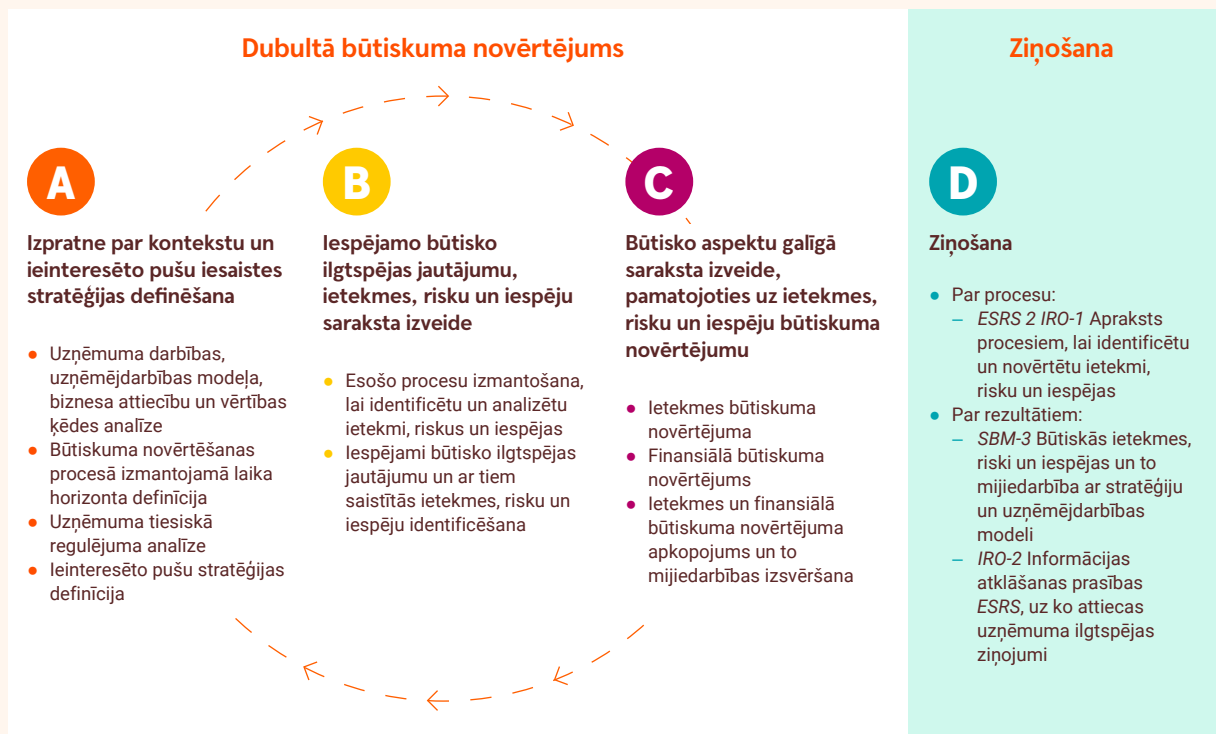 Dubultā būtiskuma novērtējums
A
Izpratne par kontekstu un
ieinteresēto pušu iesaistes
stratēģijas definēšana
● Uzņēmuma darbības,
uzņēmējdarbības modeļa,
biznesa attiecību un vērtības
ķēdes analīze
● Būtiskuma novērtēšanas
procesā izmantojamā laika
horizonta definīcija
● Uzņēmuma tiesiskā
regulējuma analīze
● Ieinteresēto pušu stratēģijas
definīcija
B
Iespējamo būtisko
ilgtspējas jautājumu,
ietekmes, risku un iespēju
saraksta izveide
● Esošo procesu izmantošana,
lai identificētu un analizētu
ietekmi, riskus un iespējas
● Iespējami būtisko ilgtspējas
jautājumu un ar tiem
saistītās ietekmes, risku un
iespēju identificēšana
C
Būtisko aspektu galīgā
saraksta izveide,
pamatojoties uz ietekmes,
risku un iespēju būtiskuma
novērtējumu
● Ietekmes būtiskuma
novērtējuma
● Finansiālā būtiskuma
novērtējums
● Ietekmes un finansiālā
būtiskuma novērtējuma
apkopojums un to
mijiedarbības izsvēršana
Ziņošana
D
Ziņošana
● Par procesu:
– ESRS 2 IRO-1 Apraksts
procesiem, lai identificētu
un novērtētu ietekmi,
risku un iespējas
● Par rezultātiem:
– SBM-3 Būtiskās ietekmes,
riski un iespējas un to
mijiedarbība ar stratēģiju
un uzņēmējdarbības
modeli
– IRO-2 Informācijas
atklāšanas prasības
ESRS, uz ko attiecas
uzņēmuma ilgtspējas
ziņojumi